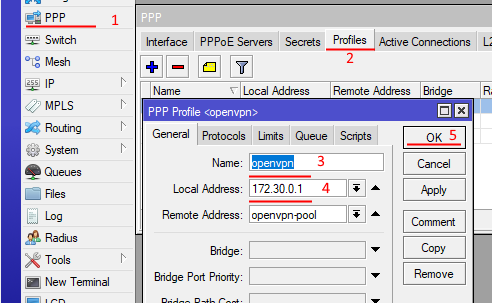 PPP 1
Switch
Mesh
IP
MPLS
Routing
System
Queues
Files
Log
Radius
Tools
New Terminal
PPP
Interface PPPoE Servers Secrets Profiles Active Connections
2
Name Local Address Remote Address Bridge
PPP Profile <openvpn>
General Protocols Limits Queue Scripts
OK 5
Name: openvpn 3
Cancel
Local Address: 172.30.0.1 4
Apply
Remote Address: openvpn-pool
Comment
Bridge:
Copy
Bridge Port Priority:
Remove
Bridge Path Cost: